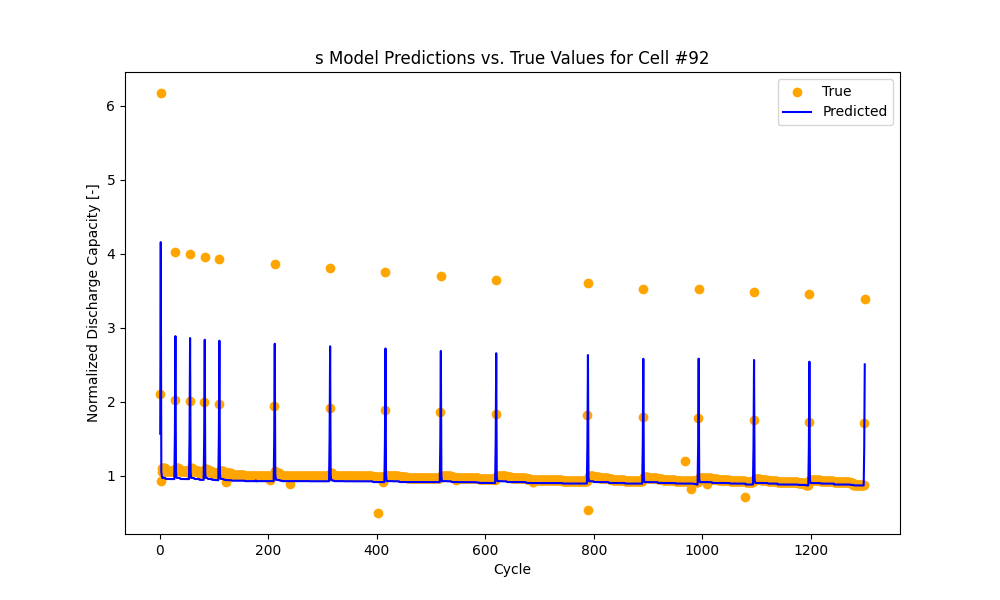 s Model Predictions vs. True Values for Cell #92
True
Predicted
Normalized Discharge Capacity [-]
6
5
4
3
2
1
0
200
400
600
800
1000
1200
Cycle